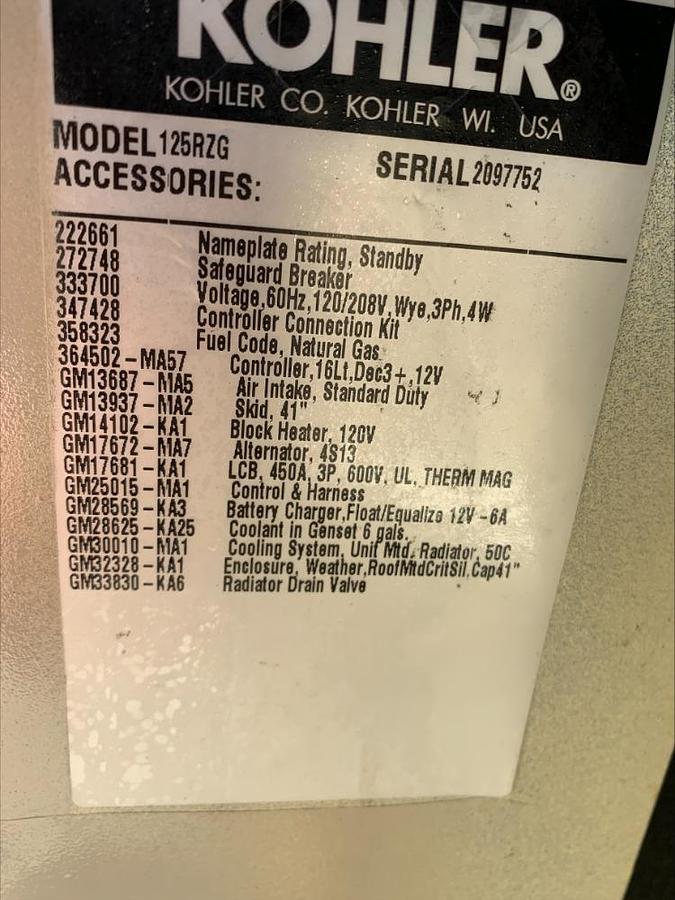 KOHLER®
KOHLER CO. KOHLER WI. USA
MODEL 125RZG SERIAL 2097752
ACCESSORIES:
222661 Nameplate Rating, Standby
272748 Safeguard Breaker
333700 Voltage,60Hz,120/208V,Wye,3Ph,4W
347428 Controller Connection Kit
358323 Fuel Code, Natural Gas
364502-MA57 Controller,16Lt,Dec3+,12V
GM13687-MA5 Air Intake, Standard Duty
GM13937-MA2 Skid, 41"
GM14102-KA1 Block Heater, 120V
GM17672-MA7 Alternator, 4S13
GM17681-KA1 LCB, 450A, 3P, 600V, UL, THERM MAG
GM25015-MA1 Control & Harness
GM28569-KA3 Battery Charger,Float/Equalize 12V-6A
GM28625-KA25 Coolant in Genset 6 gals.
GM30010-MA1 Cooling System, Unit Mtd. Radiator, 50C
GM32328-KA1 Enclosure, Weather,RoofMtdCritSil,Cap41"
GM33830-KA6 Radiator Drain Valve